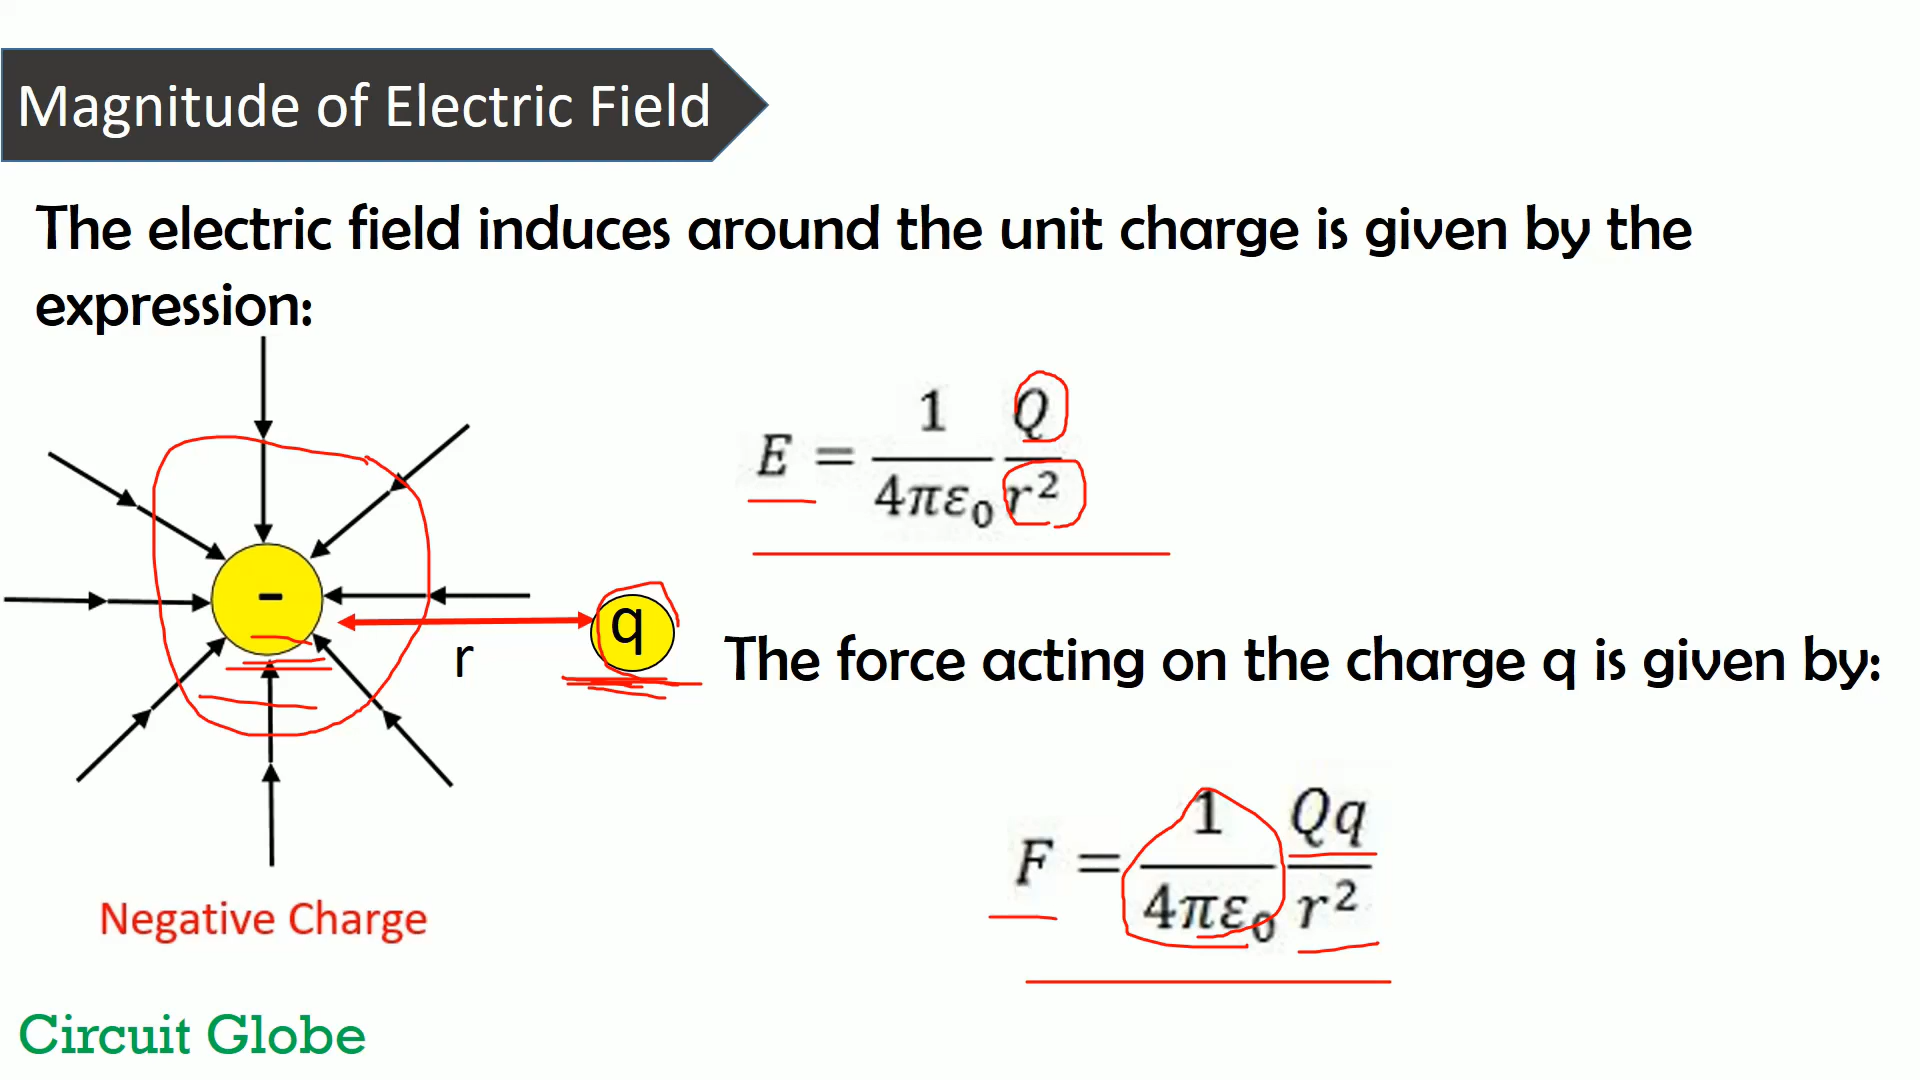 Magnitude of Electric Field
The electric field induces around the unit charge is given by the
expression:
E = 1/4πε₀ Q/r²
-
q
r
The force acting on the charge q is given by:
F = 1/4πε₀ Qq/r²
Negative Charge
Circuit Globe